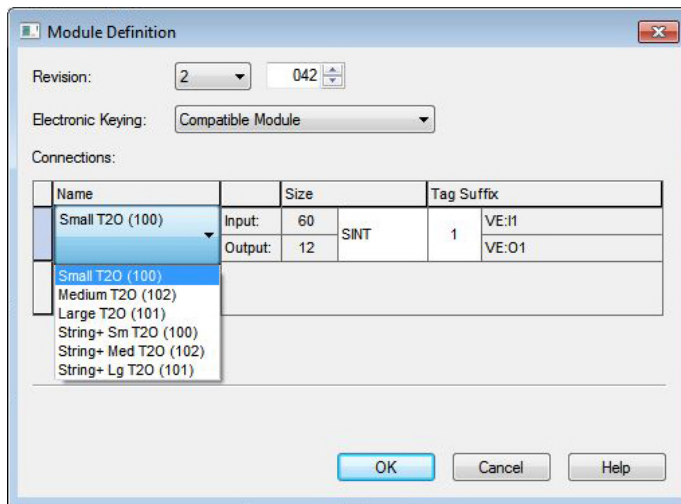 Module Definition
Revision: 2 042
Electronic Keying: Compatible Module
Connections:
Name Size Tag Suffix
Small T2O (100) Input: 60 SINT 1 VE:I1
Output: 12 VE:O1
Small T2O (100)
Medium T2O (102)
Large T2O (101)
String+ Sm T2O (100)
String+ Med T2O (102)
String+ Lg T2O (101)
OK Cancel Help